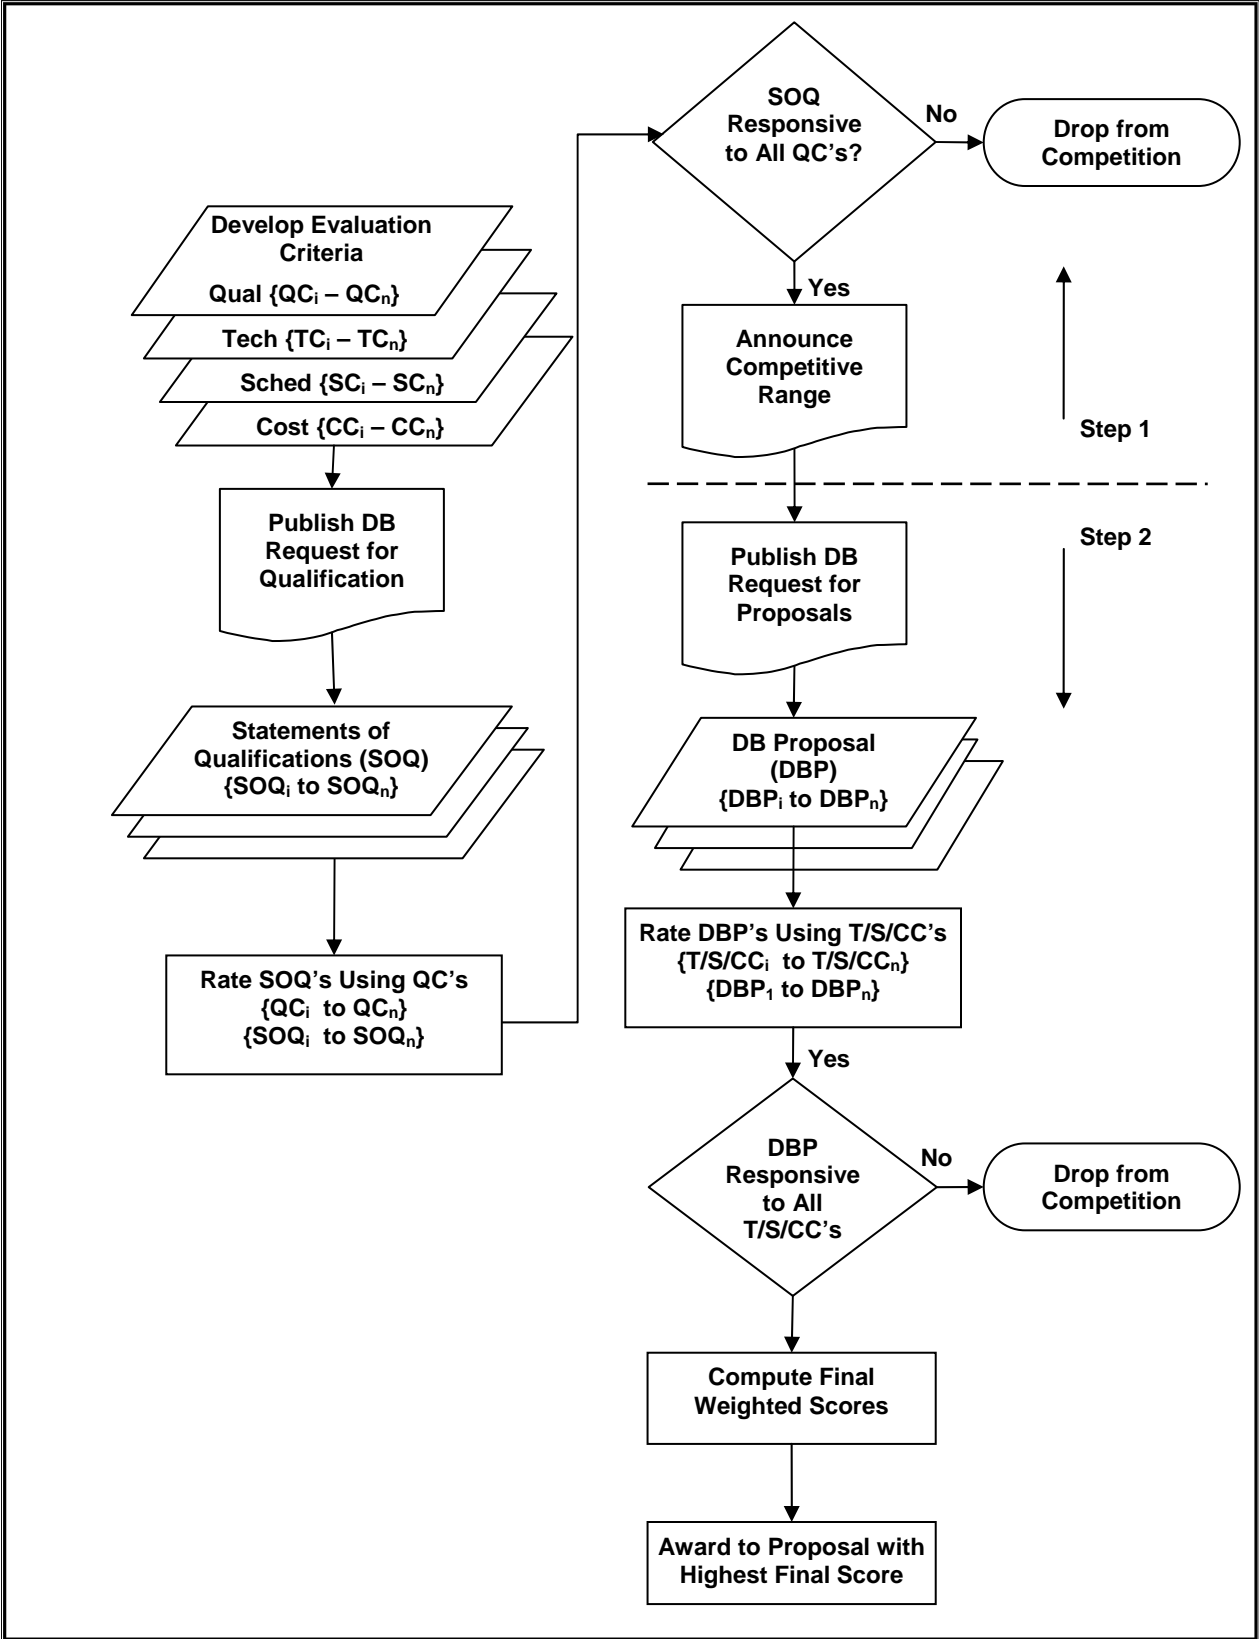 Develop Evaluation
Criteria
Qual {QCᵢ – QCₙ}
Tech {TCᵢ – TCₙ}
Sched {SCᵢ – SCₙ}
Cost {CCᵢ – CCₙ}
Publish DB
Request for
Qualification
Statements of
Qualifications (SOQ)
{SOQᵢ to SOQₙ}
Rate SOQ's Using QC's
{QCᵢ to QCₙ}
{SOQᵢ to SOQₙ}
SOQ
Responsive
to All QC's?
No
Drop from
Competition
Yes
Announce
Competitive
Range
Step 1
Step 2
Publish DB
Request for
Proposals
DB Proposal
(DBP)
{DBPᵢ to DBPₙ}
Rate DBP's Using T/S/CC's
{T/S/CCᵢ to T/S/CCₙ}
{DBP₁ to DBPₙ}
Yes
DBP
Responsive
to All
T/S/CC's
No
Drop from
Competition
Compute Final
Weighted Scores
Award to Proposal with
Highest Final Score